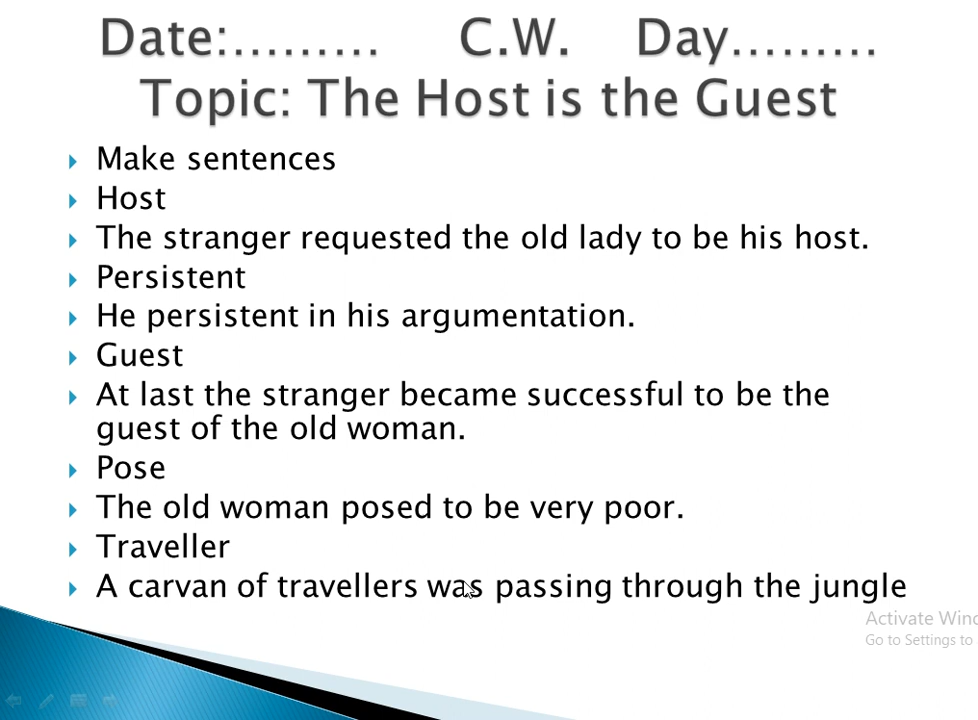 Date:......... C.W. Day.........
Topic: The Host is the Guest
Make sentences
Host
The stranger requested the old lady to be his host.
Persistent
He persistent in his argumentation.
Guest
At last the stranger became successful to be the
guest of the old woman.
Pose
The old woman posed to be very poor.
Traveller
A carvan of travellers was passing through the jungle
Activate Winc
Go to Settings to